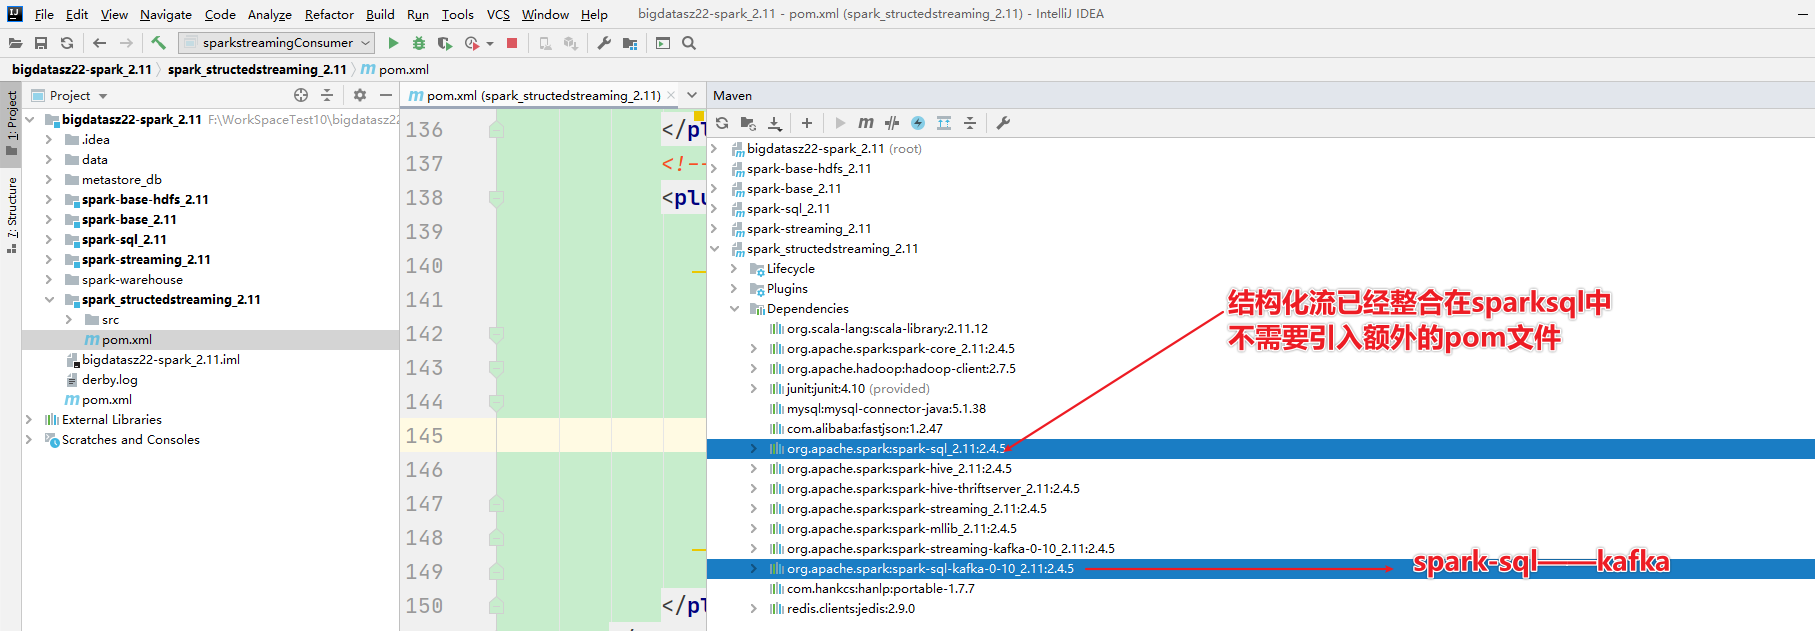 File Edit View Navigate Code Analyze Refactor Build Run Tools VCS Window Help bigdatasz22-spark_2.11 - pom.xml (spark_structedstreaming_2.11) - IntelliJ IDEA
sparkstreamingConsumer
bigdatasz22-spark_2.11 spark_structedstreaming_2.11 pom.xml
1: Project
7: Structure
Project
bigdatasz22-spark_2.11 F:\WorkSpaceTest10\bigdatasz22
.idea
data
metastore_db
spark-base-hdfs_2.11
spark-base_2.11
spark-sql_2.11
spark-streaming_2.11
spark-warehouse
spark_structedstreaming_2.11
src
pom.xml
bigdatasz22-spark_2.11.iml
derby.log
pom.xml
External Libraries
Scratches and Consoles
pom.xml (spark_structedstreaming_2.11)
136 </pl
137 <!--
138 <plu
139
140
141
142
143
144
145
146
147
148
149
150 </pl
Maven
bigdatasz22-spark_2.11 (root)
spark-base-hdfs_2.11
spark-base_2.11
spark-sql_2.11
spark-streaming_2.11
spark_structedstreaming_2.11
Lifecycle
Plugins
Dependencies
org.scala-lang:scala-library:2.11.12
org.apache.spark:spark-core_2.11:2.4.5
org.apache.hadoop:hadoop-client:2.7.5
junit:junit:4.10 (provided)
mysql:mysql-connector-java:5.1.38
com.alibaba:fastjson:1.2.47
org.apache.spark:spark-sql_2.11:2.4.5
org.apache.spark:spark-hive_2.11:2.4.5
org.apache.spark:spark-hive-thriftserver_2.11:2.4.5
org.apache.spark:spark-streaming_2.11:2.4.5
org.apache.spark:spark-mllib_2.11:2.4.5
org.apache.spark:spark-streaming-kafka-0-10_2.11:2.4.5
org.apache.spark:spark-sql-kafka-0-10_2.11:2.4.5
com.hankcs:hanlp:portable-1.7.7
redis.clients:jedis:2.9.0
结构化流已经整合在sparksql中
不需要引入额外的pom文件
spark-sql——kafka